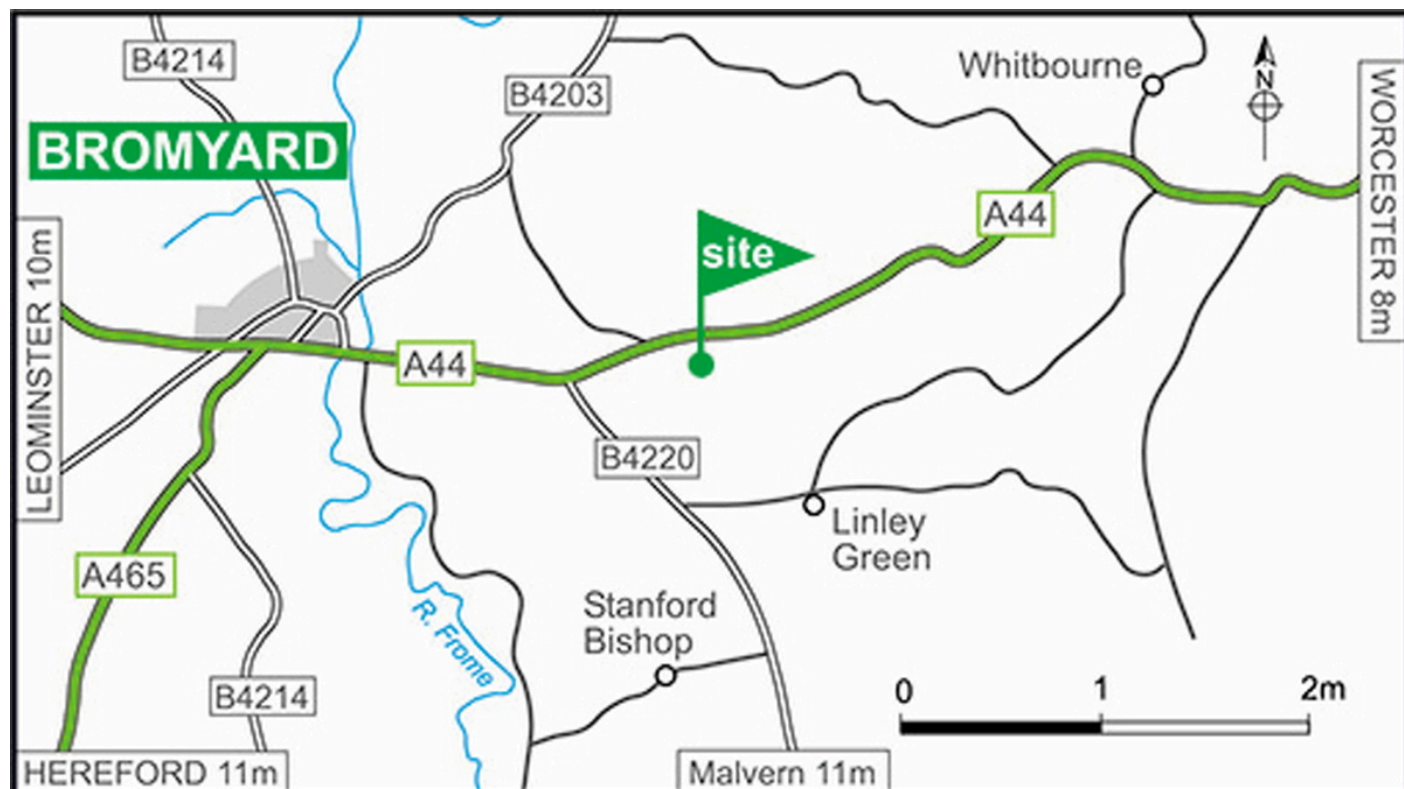 B4214
B4203
Whitbourne
N
BROMYARD
WORCESTER 8m
A44
site
LEOMINSTER 10m
A44
B4220
Linley
Green
A465
Stanford
Bishop
R. Frome
B4214
0 1 2m
HEREFORD 11m
Malvern 11m